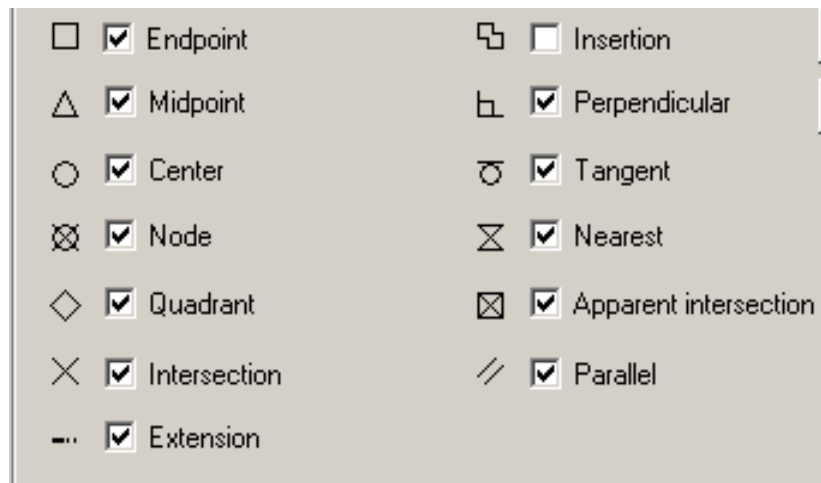 Endpoint
Midpoint
Center
Node
Quadrant
Intersection
Extension
Insertion
Perpendicular
Tangent
Nearest
Apparent intersection
Parallel